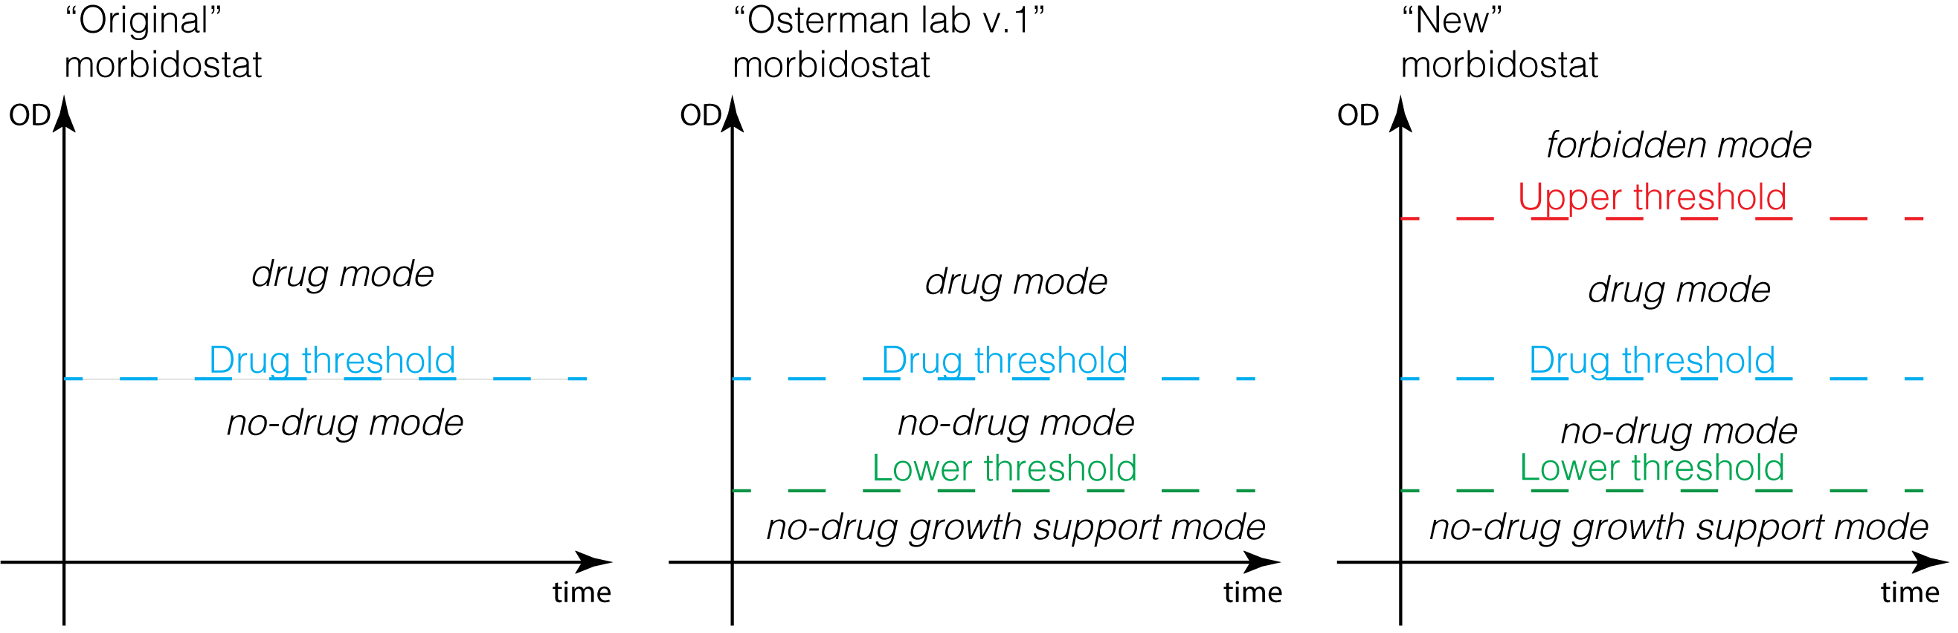 “Original”
morbidostat
OD
drug mode
Drug threshold
no-drug mode
time
“Osterman lab v.1”
morbidostat
OD
drug mode
Drug threshold
no-drug mode
Lower threshold
no-drug growth support mode
time
“New”
morbidostat
OD
forbidden mode
Upper threshold
drug mode
Drug threshold
no-drug mode
Lower threshold
no-drug growth support mode
time